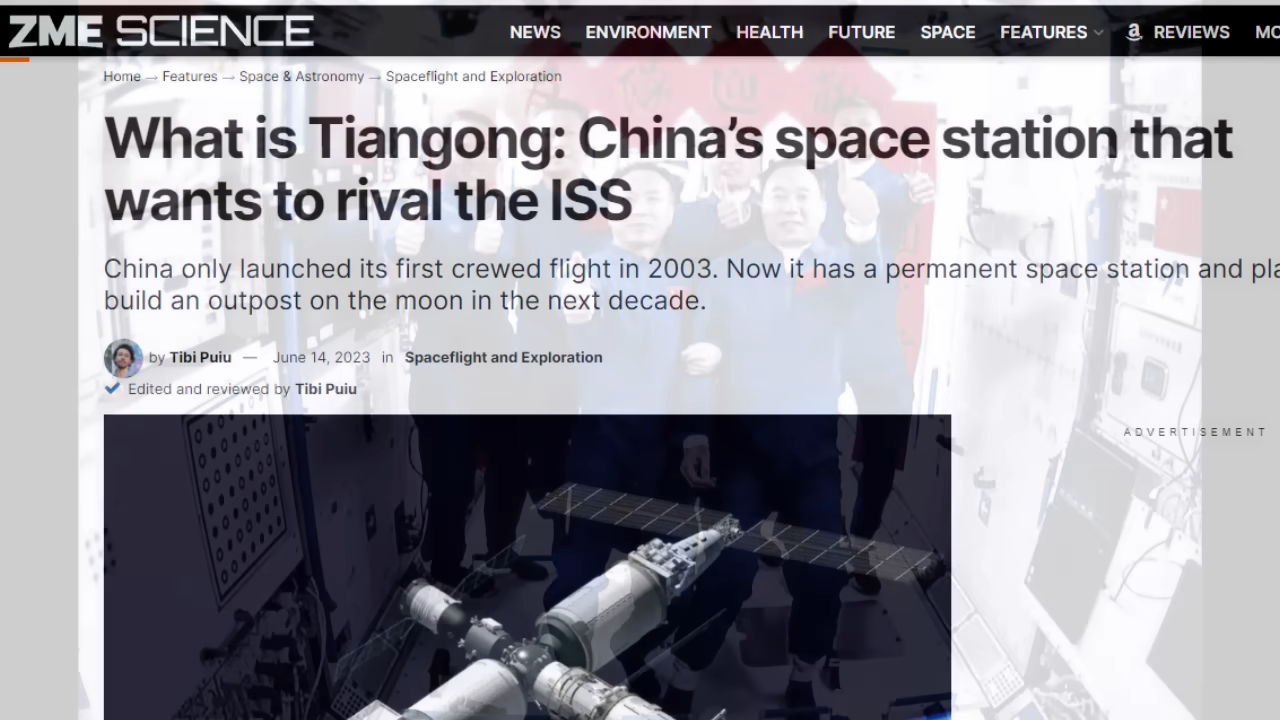 ZME SCIENCE
NEWS ENVIRONMENT HEALTH FUTURE SPACE FEATURES REVIEWS MO
Home → Features → Space & Astronomy → Spaceflight and Exploration
What is Tiangong: China's space station that
wants to rival the ISS
China only launched its first crewed flight in 2003. Now it has a permanent space station and pla
build an outpost on the moon in the next decade.
by Tibi Puiu — June 14, 2023 in Spaceflight and Exploration
Edited and reviewed by Tibi Puiu
ADVERTISEMENT